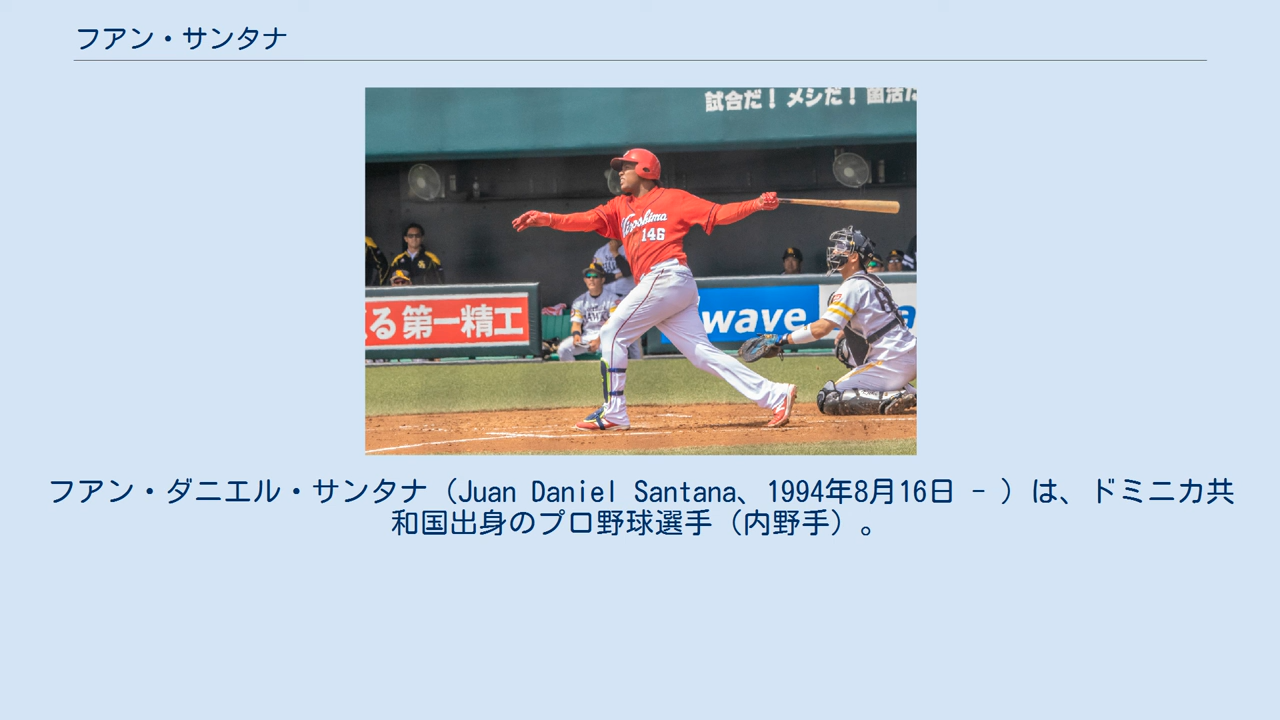 フアン・サンタナ
試合だ！ メシだ！
Hiroshima
146
る 第一精工
wave
フアン・ダニエル・サンタナ（Juan Daniel Santana、1994年8月16日 - ）は、ドミニカ共
和国出身のプロ野球選手（内野手）。